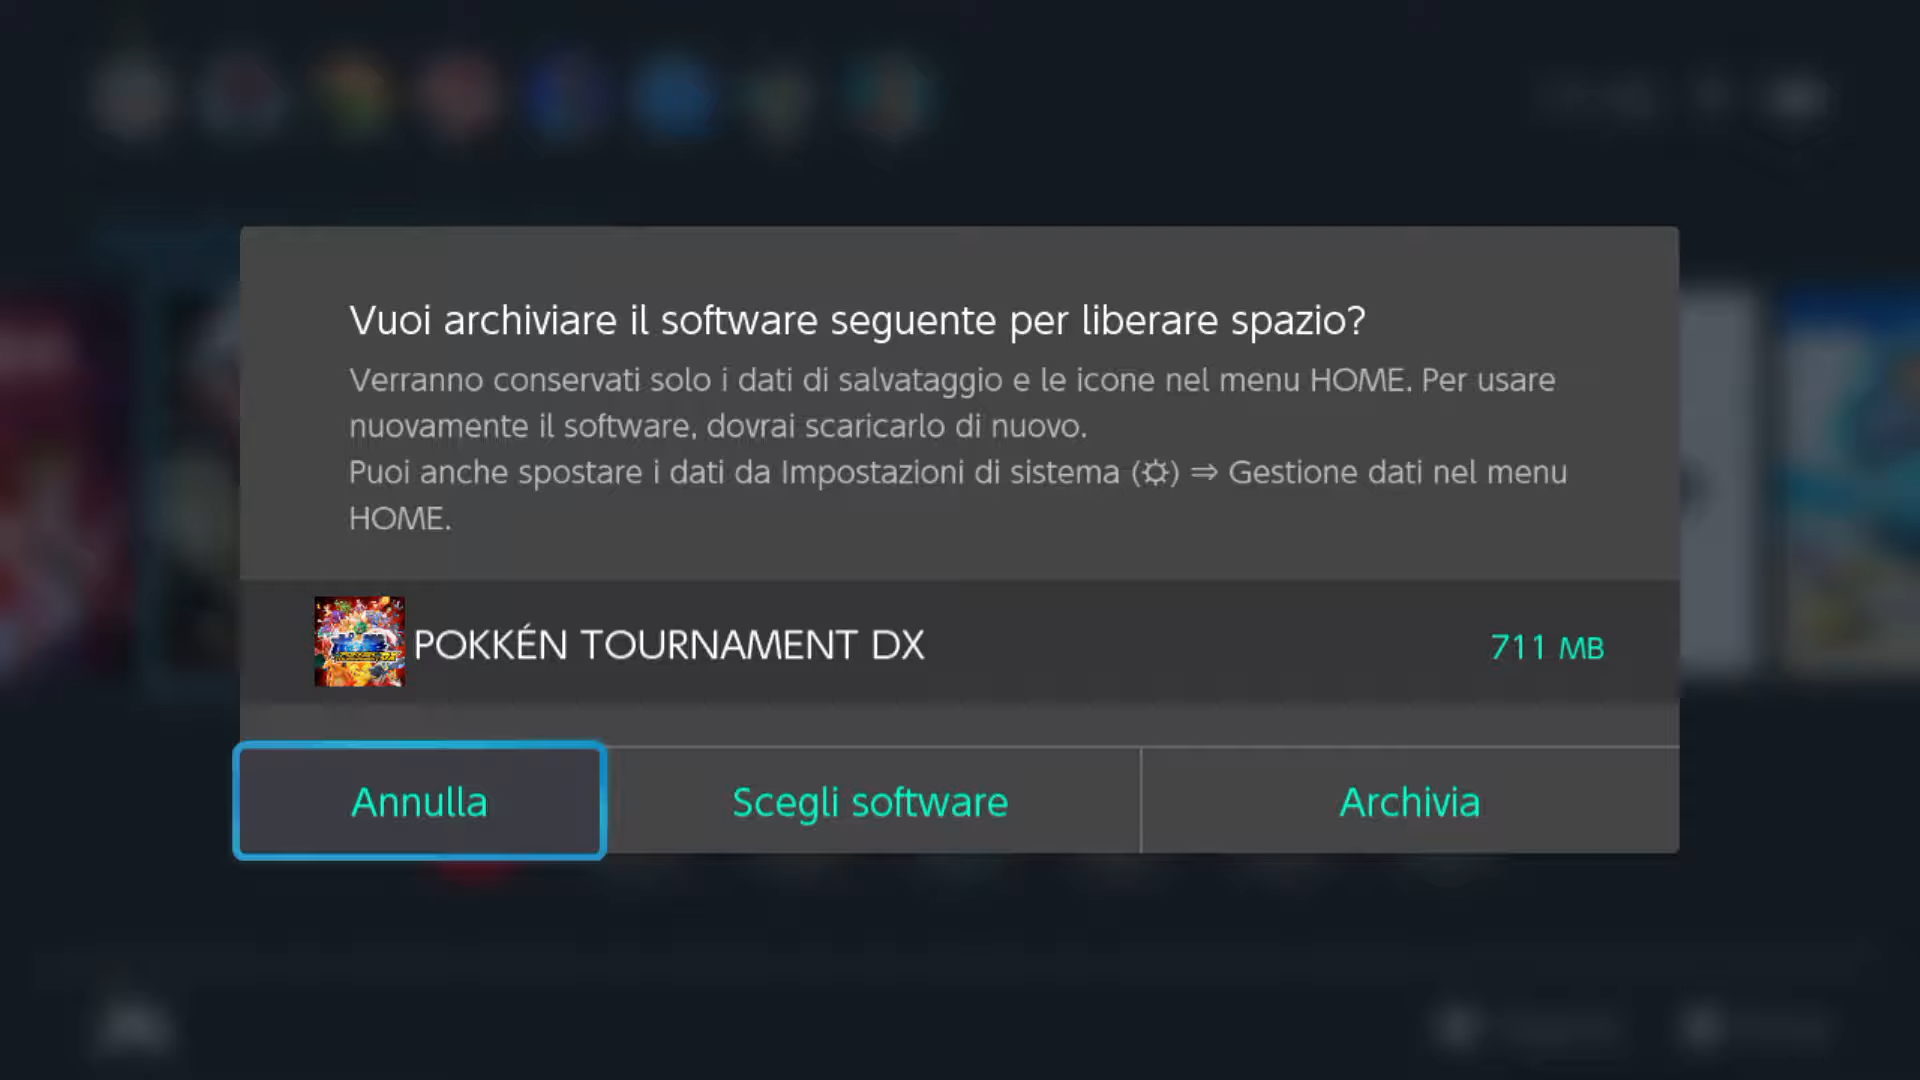 Vuoi archiviare il software seguente per liberare spazio?
Verranno conservati solo i dati di salvataggio e le icone nel menu HOME. Per usare
nuovamente il software, dovrai scaricarlo di nuovo.
Puoi anche spostare i dati da Impostazioni di sistema (☼) ⇒ Gestione dati nel menu
HOME.
POKKÉN TOURNAMENT DX
711 MB
Annulla
Scegli software
Archivia